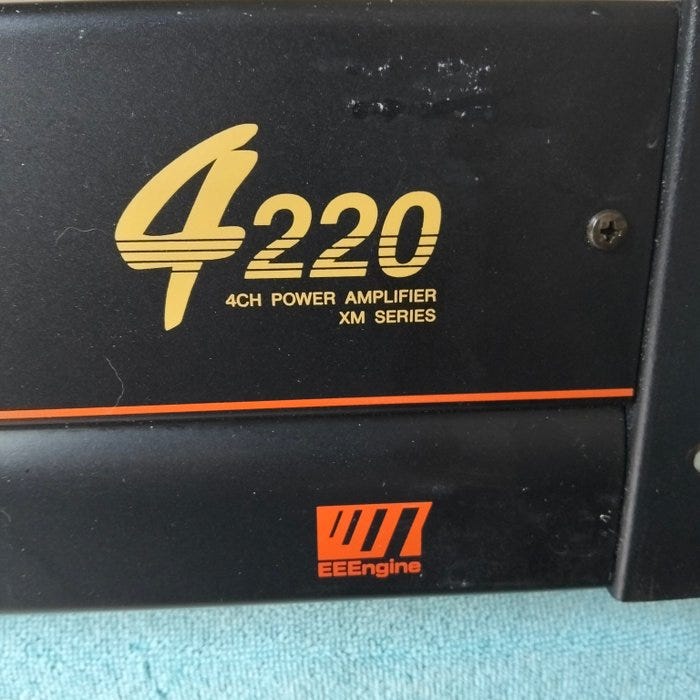 4220
4CH POWER AMPLIFIER
XM SERIES
EEEngine